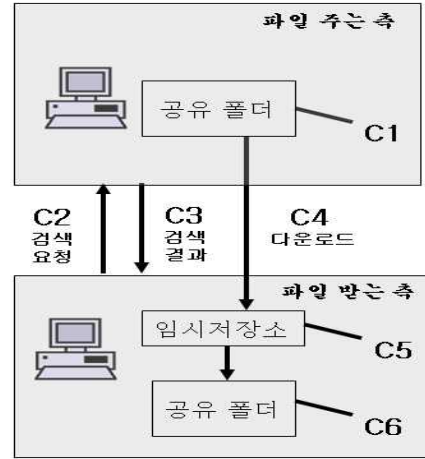 파일 주는 측
공유 폴더
C1
C2
검색
요청
C3
검색
결과
C4
다운로드
파일 받는 측
임시저장소
C5
공유 폴더
C6